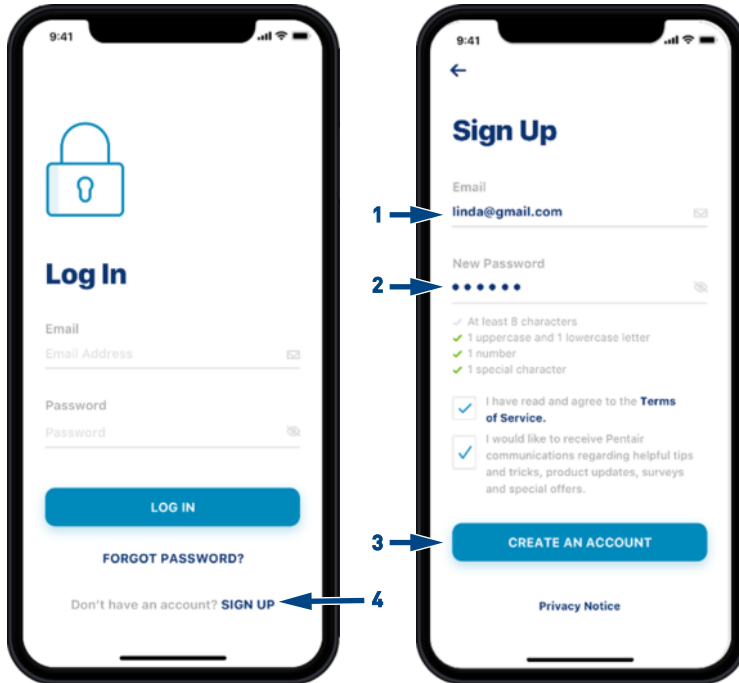 9:41
Log In
Email
Email Address
Password
Password
LOG IN
FORGOT PASSWORD?
Don't have an account? SIGN UP
4
9:41
Sign Up
1
Email
linda@gmail.com
2
New Password
At least 8 characters
1 uppercase and 1 lowercase letter
1 number
1 special character
I have read and agree to the Terms
of Service.
I would like to receive Pentair
communications regarding helpful tips
and tricks, product updates, surveys
and special offers.
3
CREATE AN ACCOUNT
Privacy Notice